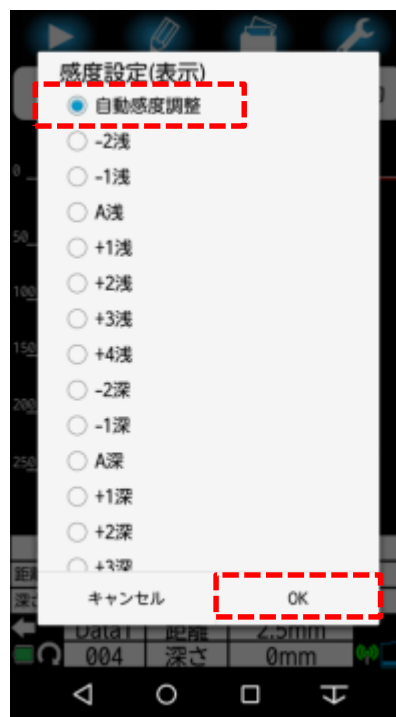 感度設定(表示)
自動感度調整
-2浅
-1浅
0
A浅
50
+1浅
+2浅
100
+3浅
150
+4浅
-2深
200
-1深
250
A深
+1深
+2深
+3深
キャンセル
OK
Data1 距離 2.5mm
004 深さ 0mm